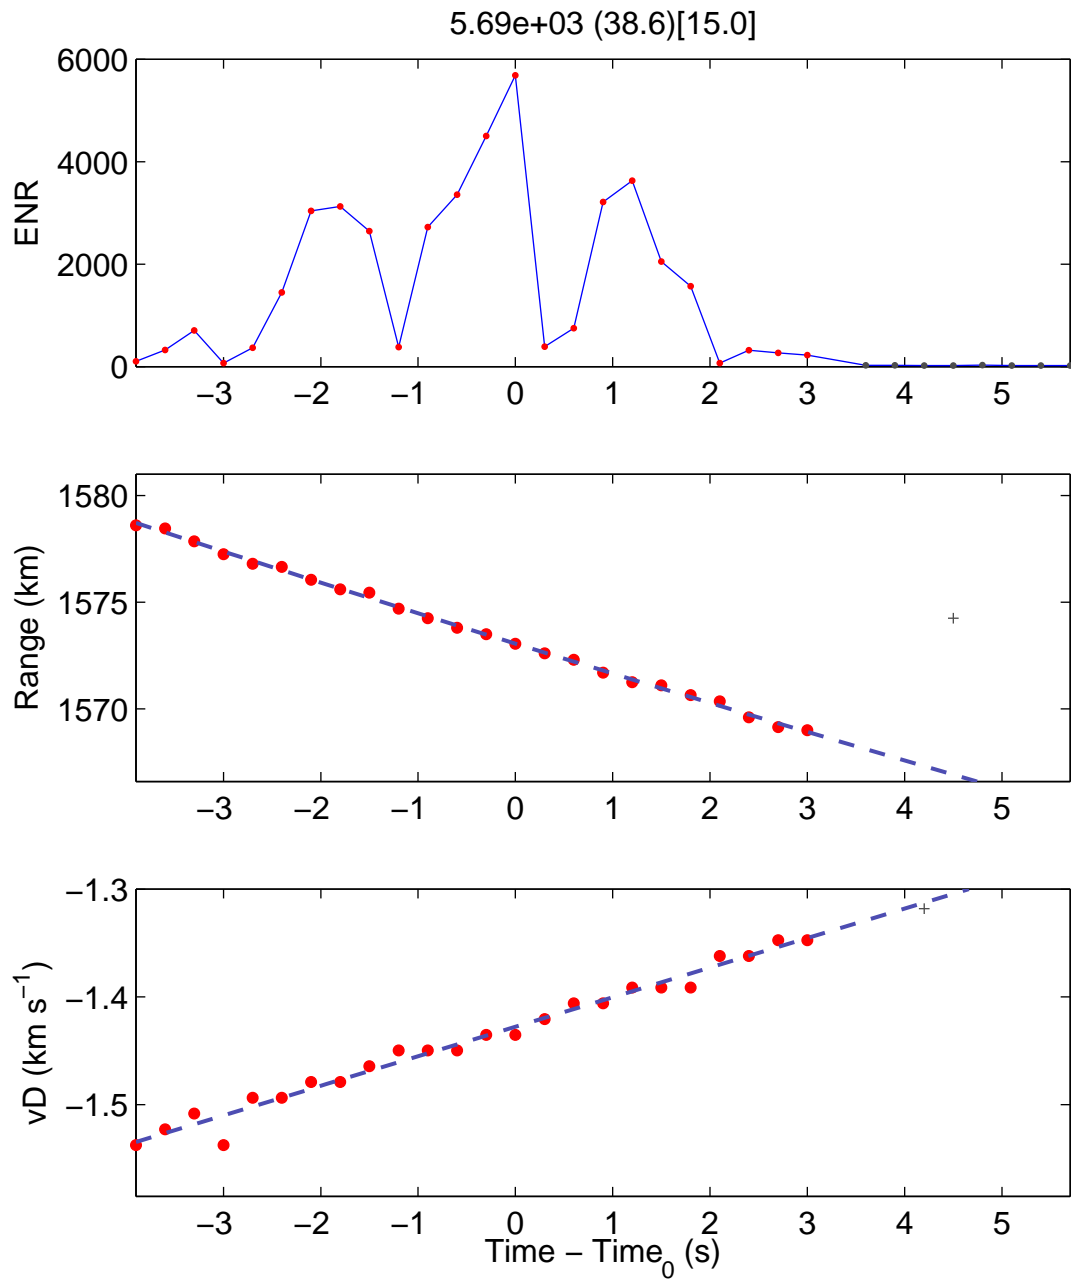 5.69e+03 (38.6)[15.0]
6000
4000
2000
0
ENR
−3 −2 −1 0 1 2 3 4 5
1580
1575
1570
Range (km)
−3 −2 −1 0 1 2 3 4 5
−1.3
−1.4
−1.5
vD (km s−1)
−3 −2 −1 0 1 2 3 4 5
Time − Time0 (s)